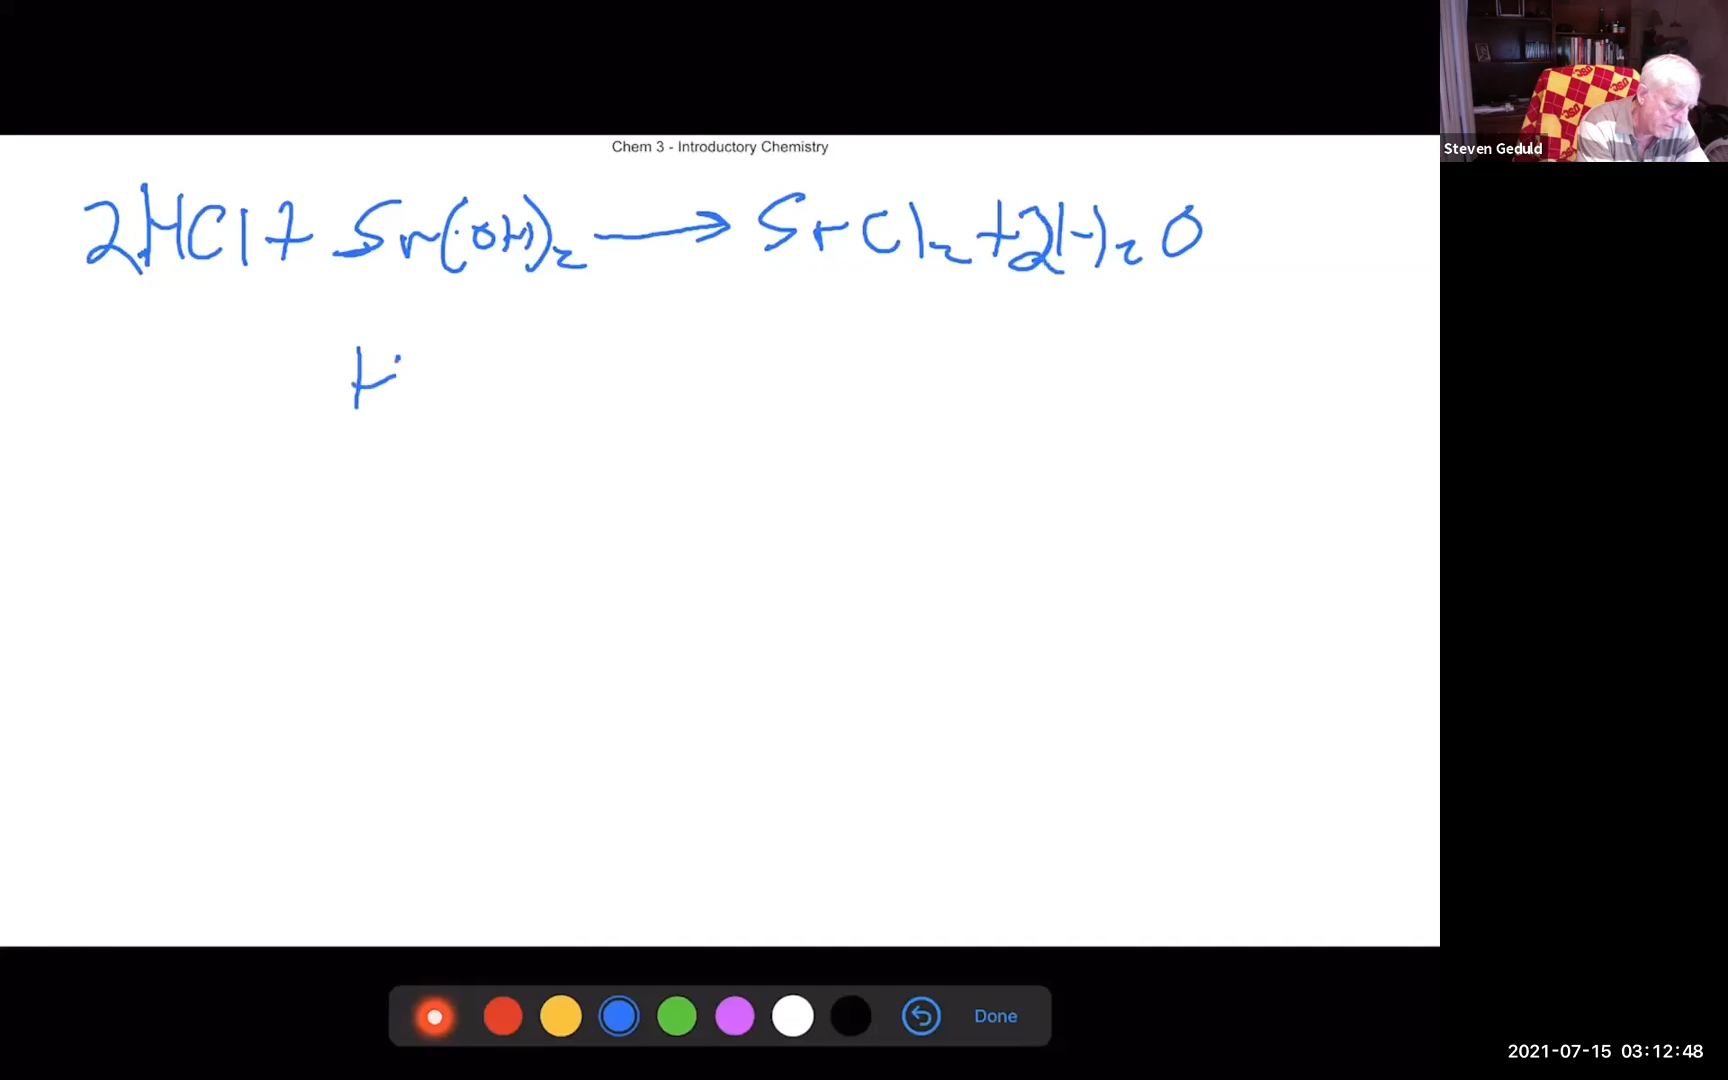 Chem 3 - Introductory Chemistry
Steven Geduld
2HCl + Sr(OH)₂ → SrCl₂ + 2H₂O
Done
2021-07-15 03:12:48